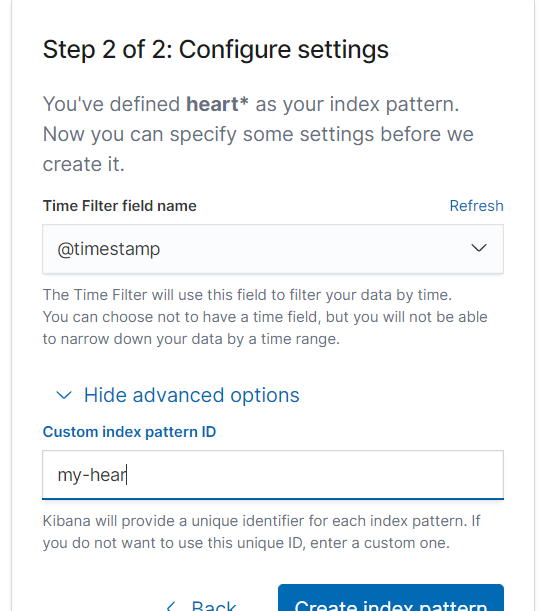 Step 2 of 2: Configure settings
You've defined heart* as your index pattern.
Now you can specify some settings before we
create it.
Time Filter field name
Refresh
@timestamp
The Time Filter will use this field to filter your data by time.
You can choose not to have a time field, but you will not be able
to narrow down your data by a time range.
Hide advanced options
Custom index pattern ID
my-hear
Kibana will provide a unique identifier for each index pattern. If
you do not want to use this unique ID, enter a custom one.
Back
Create index pattern